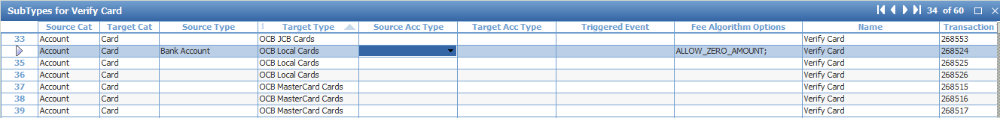 SubTypes for Verify Card 34 of 60
Source Cat Target Cat Source Type 1 Target Type Source Acc Type Target Acc Type Triggered Event Fee Algorithm Options Name Transaction
33 Account Card OCB JCB Cards Verify Card 268553
Account Card Bank Account OCB Local Cards ALLOW_ZERO_AMOUNT; Verify Card 268524
35 Account Card OCB Local Cards Verify Card 268525
36 Account Card OCB Local Cards Verify Card 268526
37 Account Card OCB MasterCard Cards Verify Card 268515
38 Account Card OCB MasterCard Cards Verify Card 268516
39 Account Card OCB MasterCard Cards Verify Card 268517